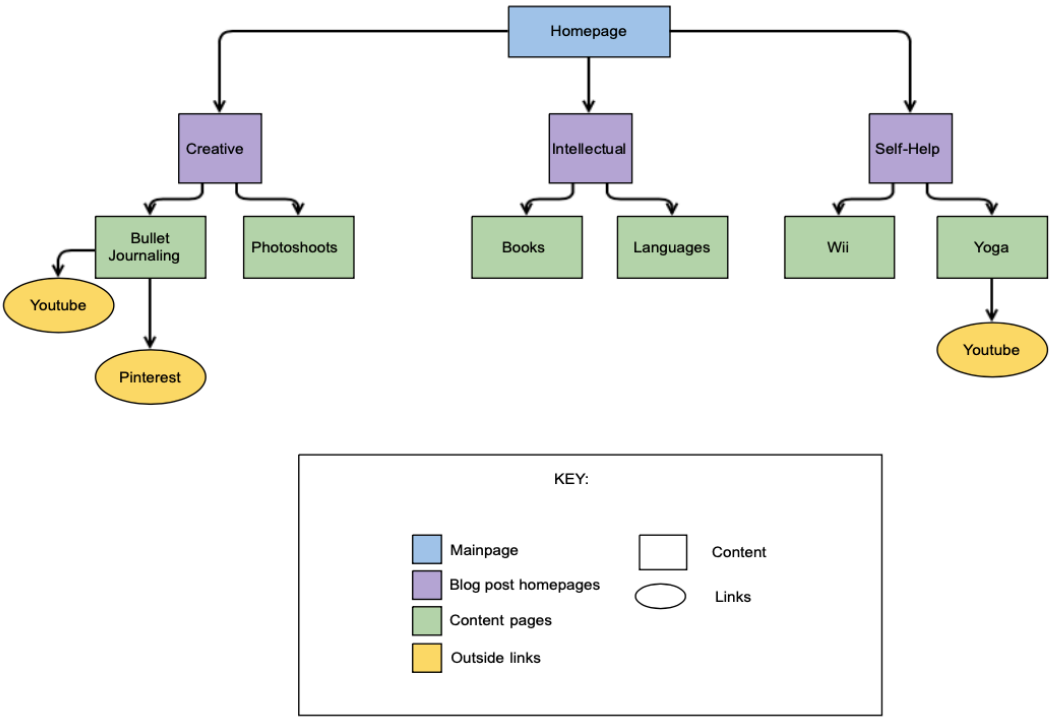 Homepage
Creative
Intellectual
Self-Help
Bullet
Journaling
Photoshoots
Books
Languages
Wii
Yoga
Youtube
Pinterest
Youtube
KEY:
Mainpage
Content
Blog post homepages
Links
Content pages
Outside links